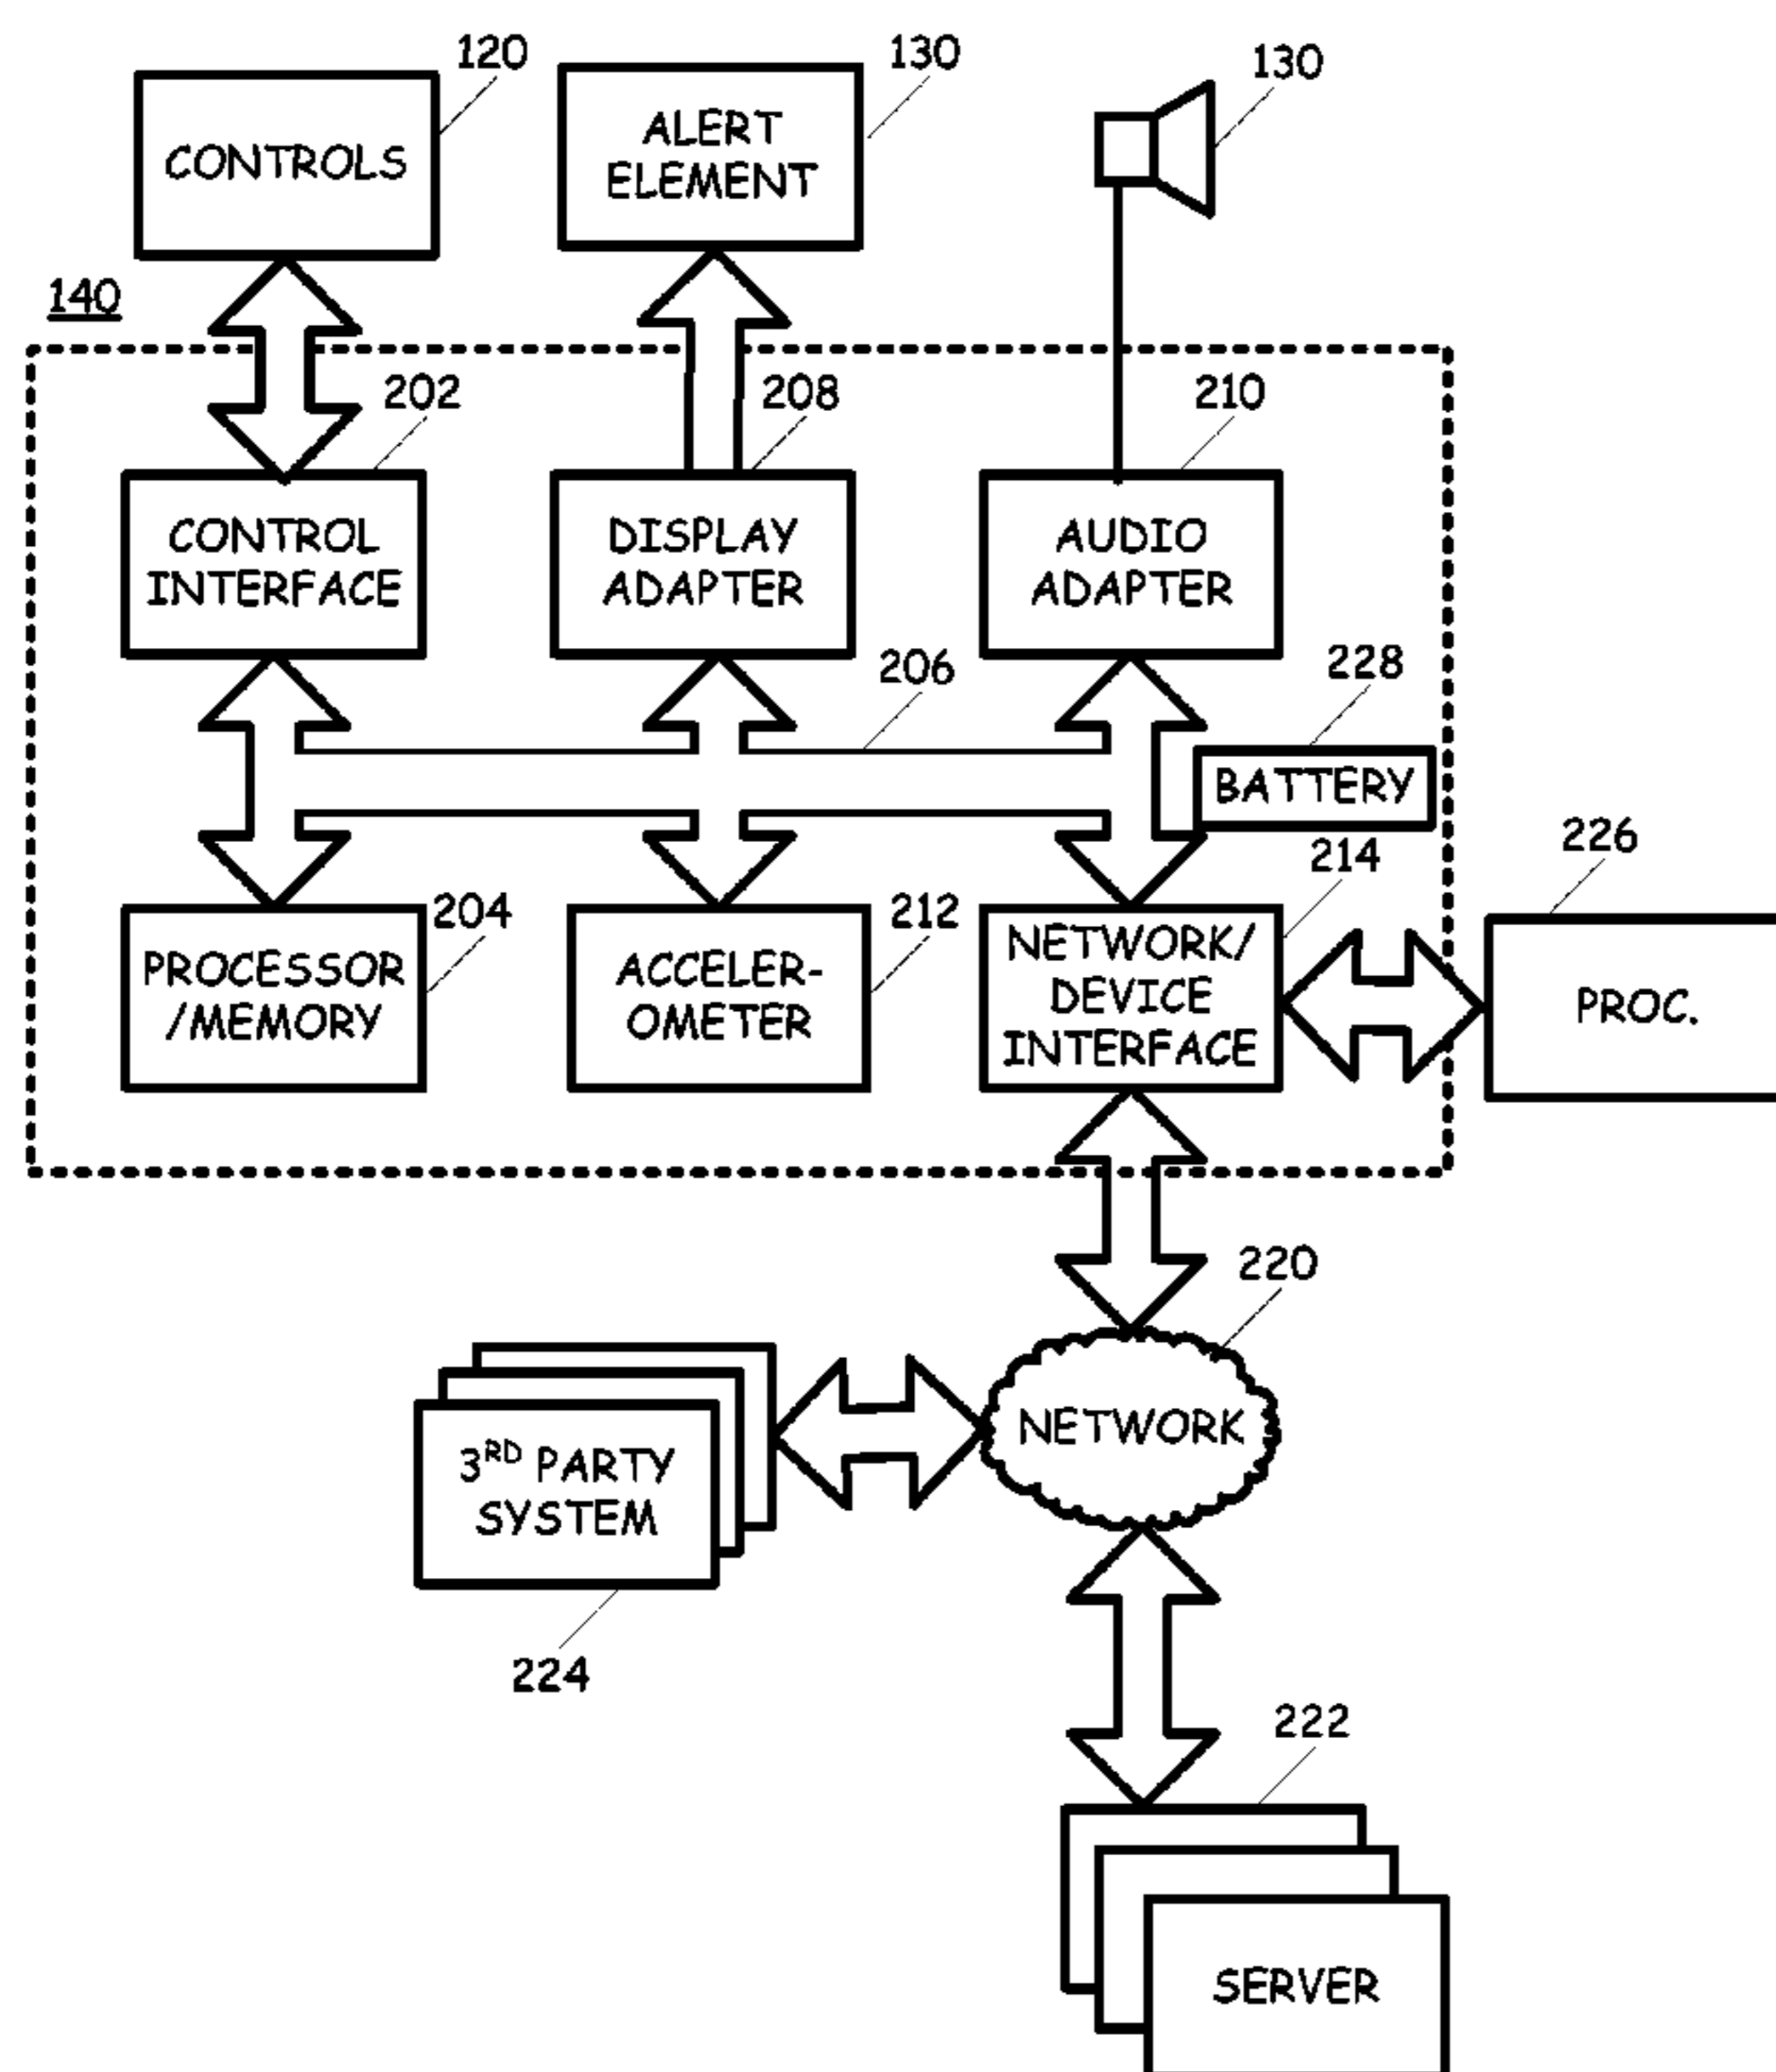 120
130
130
CONTROLS
ALERT
ELEMENT
140
202
208
210
CONTROL
INTERFACE
DISPLAY
ADAPTER
AUDIO
ADAPTER
206
228
BATTERY
226
214
204
212
PROCESSOR
/MEMORY
ACCELER-
OMETER
NETWORK/
DEVICE
INTERFACE
PROC.
220
NETWORK
3RD PARTY
SYSTEM
224
222
SERVER